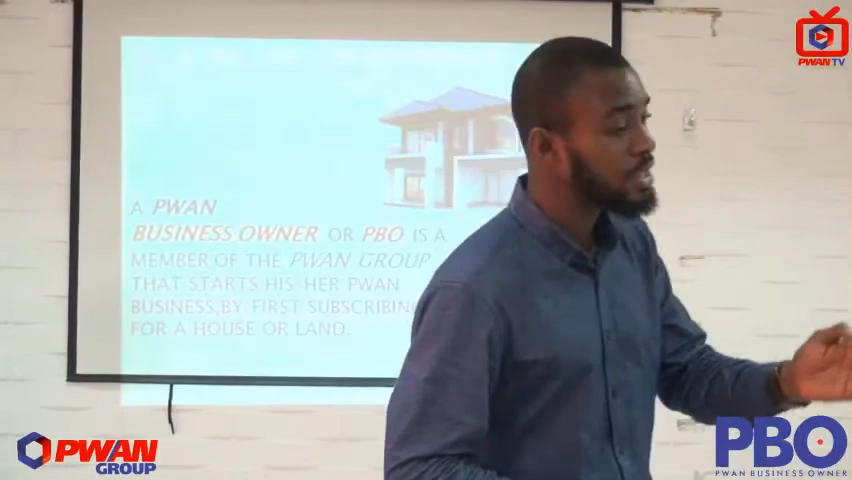 PWANTV
A PWAN
BUSINESS OWNER OR PBO IS A
MEMBER OF THE PWAN GROUP
THAT STARTS HIS HER PWAN
BUSINESS,BY FIRST SUBSCRIBING
FOR A HOUSE OR LAND.
PWAN
GROUP
PBO
PWAN BUSINESS OWNER